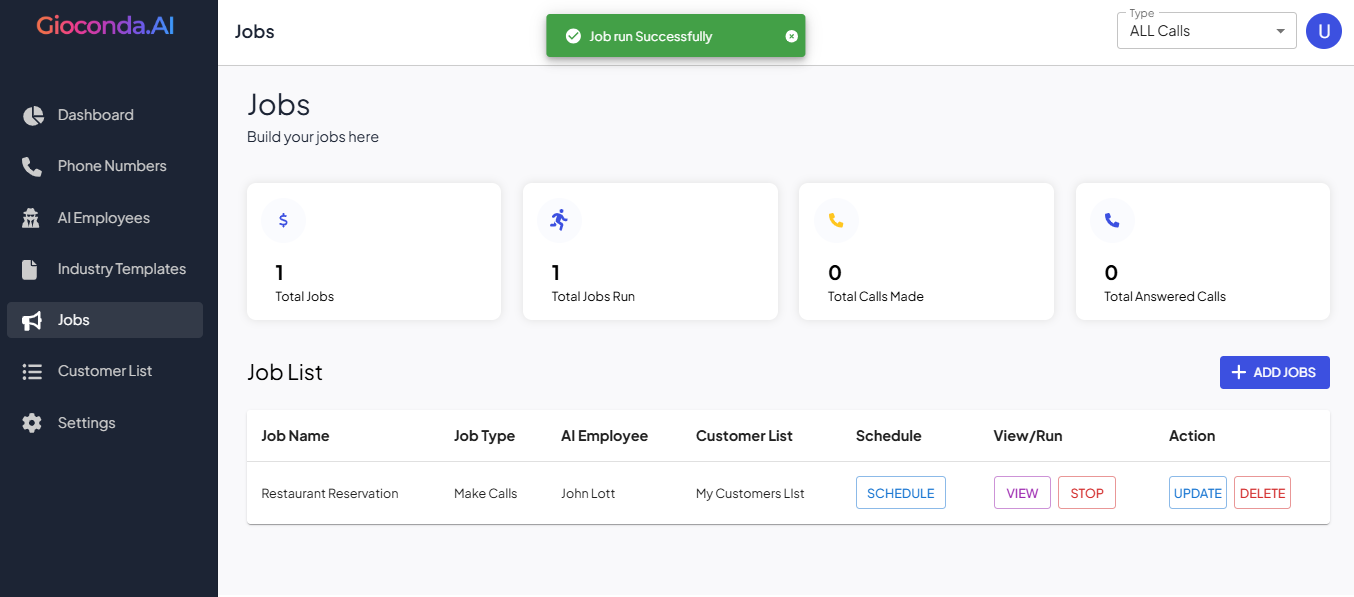 Gioconda.AI
Jobs
Job run Successfully
Type
ALL Calls
U
Dashboard
Phone Numbers
AI Employees
Industry Templates
Jobs
Customer List
Settings
Jobs
Build your jobs here
$
1
Total Jobs
1
Total Jobs Run
0
Total Calls Made
0
Total Answered Calls
Job List
ADD JOBS
Job Name Job Type AI Employee Customer List Schedule View/Run Action
Restaurant Reservation Make Calls John Lott My Customers LIst SCHEDULE VIEW STOP UPDATE DELETE